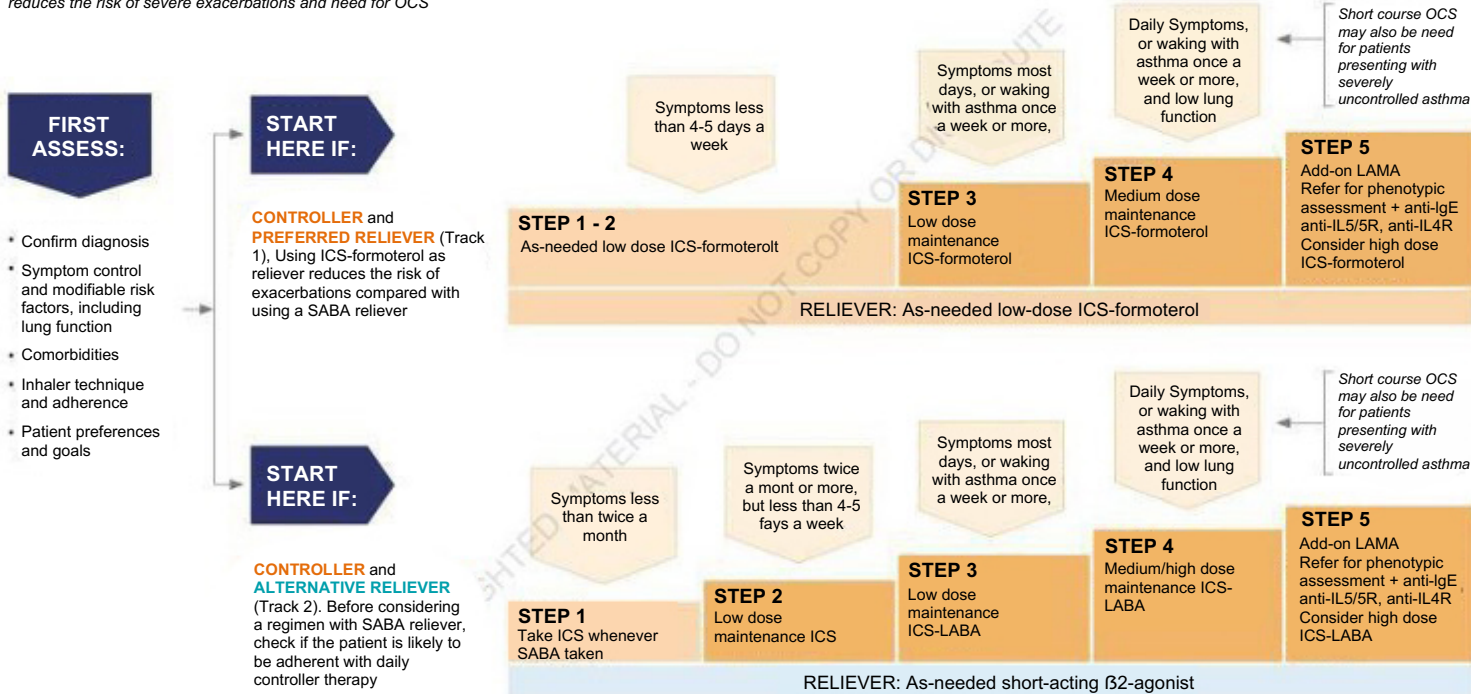 reduces the risk of severe exacerbations and need for OCS
FIRST
ASSESS:
• Confirm diagnosis
• Symptom control
and modifiable risk
factors, including
lung function
• Comorbidities
• Inhaler technique
and adherence
• Patient preferences
and goals
START
HERE IF:
CONTROLLER and
PREFERRED RELIEVER (Track
1), Using ICS-formoterol as
reliever reduces the risk of
exacerbations compared with
using a SABA reliever
Symptoms less
than 4-5 days a
week
Symptoms most
days, or waking
with asthma once
a week or more,
Daily Symptoms,
or waking with
asthma once a
week or more,
and low lung
function
Short course OCS
may also be need
for patients
presenting with
severely
uncontrolled asthma
STEP 1 - 2
As-needed low dose ICS-formoterolt
STEP 3
Low dose
maintenance
ICS-formoterol
STEP 4
Medium dose
maintenance
ICS-formoterol
STEP 5
Add-on LAMA
Refer for phenotypic
assessment + anti-IgE
anti-IL5/5R, anti-IL4R
Consider high dose
ICS-formoterol
RELIEVER: As-needed low-dose ICS-formoterol
START
HERE IF:
CONTROLLER and
ALTERNATIVE RELIEVER
(Track 2). Before considering
a regimen with SABA reliever,
check if the patient is likely to
be adherent with daily
controller therapy
Symptoms less
than twice a
month
Symptoms twice
a mont or more,
but less than 4-5
fays a week
Symptoms most
days, or waking
with asthma once
a week or more,
Daily Symptoms,
or waking with
asthma once a
week or more,
and low lung
function
Short course OCS
may also be need
for patients
presenting with
severely
uncontrolled asthma
STEP 1
Take ICS whenever
SABA taken
STEP 2
Low dose
maintenance ICS
STEP 3
Low dose
maintenance
ICS-LABA
STEP 4
Medium/high dose
maintenance ICS-
LABA
STEP 5
Add-on LAMA
Refer for phenotypic
assessment + anti-IgE
anti-IL5/5R, anti-IL4R
Consider high dose
ICS-LABA
RELIEVER: As-needed short-acting ß2-agonist
MATERIAL - DO NOT COPY OR